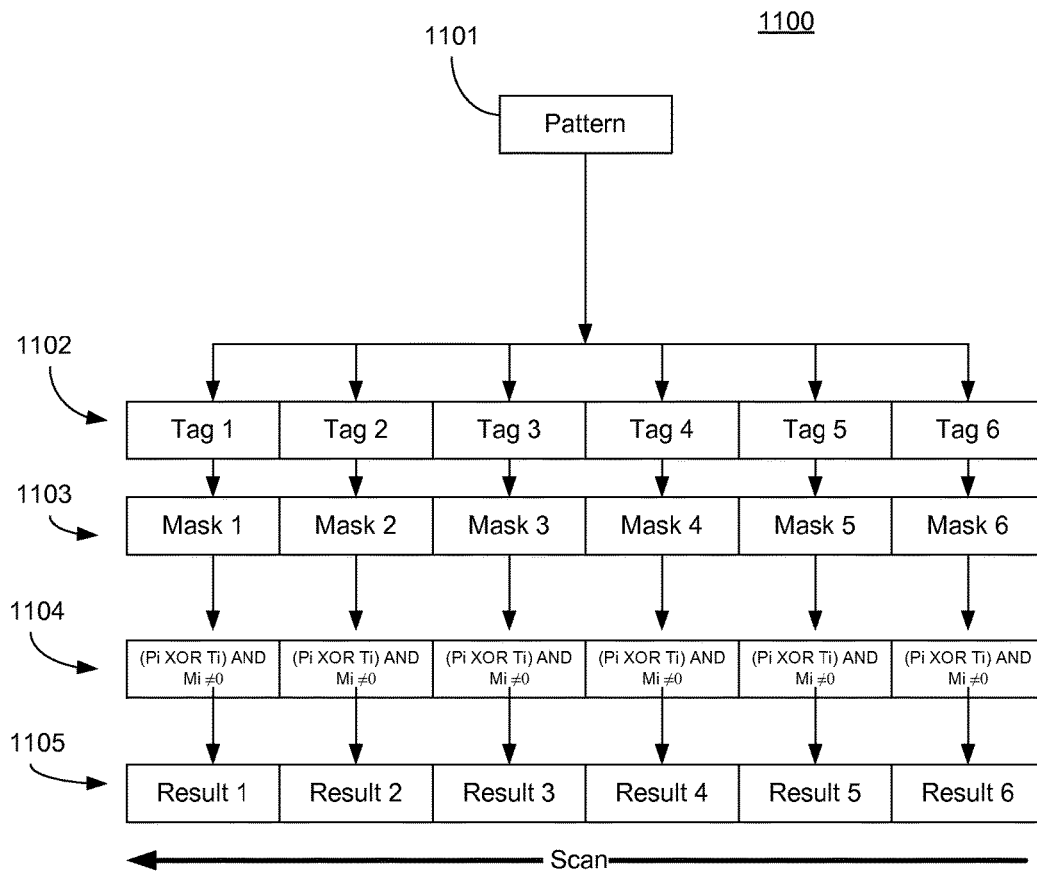 1100
1101
Pattern
1102
Tag 1 Tag 2 Tag 3 Tag 4 Tag 5 Tag 6
1103
Mask 1 Mask 2 Mask 3 Mask 4 Mask 5 Mask 6
1104
(Pi XOR Ti) AND (Pi XOR Ti) AND (Pi XOR Ti) AND (Pi XOR Ti) AND (Pi XOR Ti) AND (Pi XOR Ti) AND
Mi ≠0 Mi ≠0 Mi ≠0 Mi ≠0 Mi ≠0 Mi ≠0
1105
Result 1 Result 2 Result 3 Result 4 Result 5 Result 6
Scan